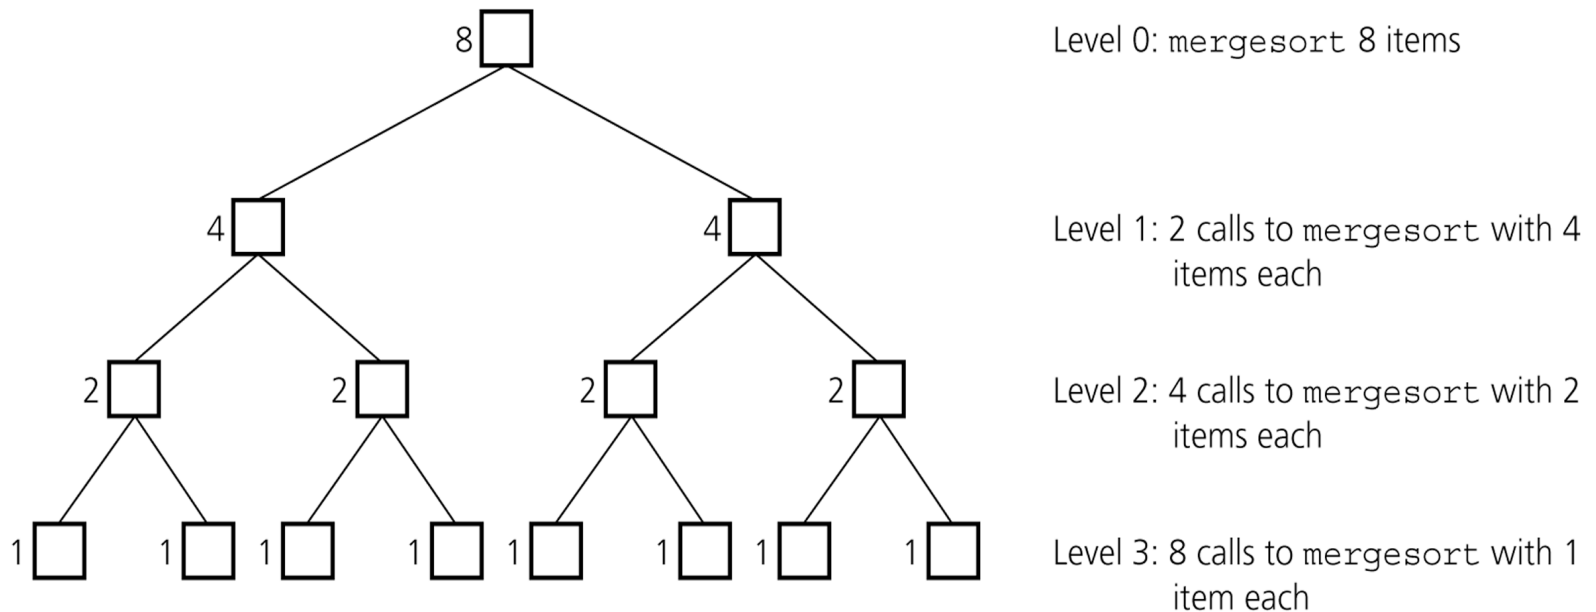 8
Level 0: mergesort 8 items
4 4
Level 1: 2 calls to mergesort with 4
items each
2 2 2 2
Level 2: 4 calls to mergesort with 2
items each
1 1 1 1 1 1 1 1
Level 3: 8 calls to mergesort with 1
item each